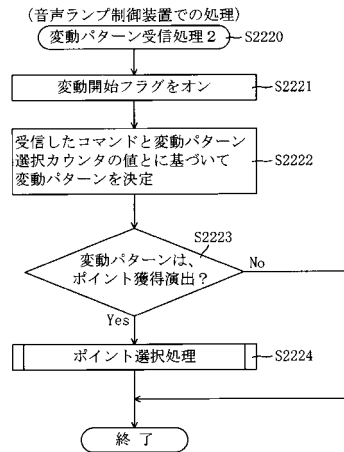 (音声ランプ制御装置での処理)
変動パターン受信処理2
S2220
変動開始フラグをオン
S2221
受信したコマンドと変動パターン
選択カウンタの値とに基づいて
変動パターンを決定
S2222
S2223
変動パターンは、
ポイント獲得演出?
No
Yes
ポイント選択処理
S2224
終了